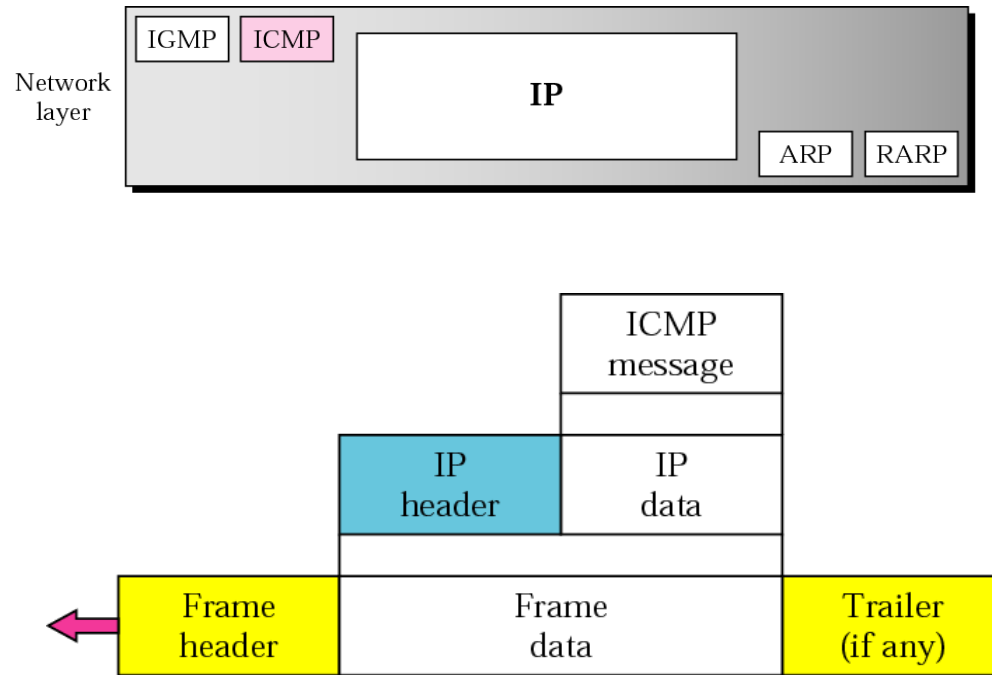 IGMP ICMP
Network
layer
IP
ARP RARP
ICMP
message
IP
header
IP
data
Frame
header
Frame
data
Trailer
(if any)